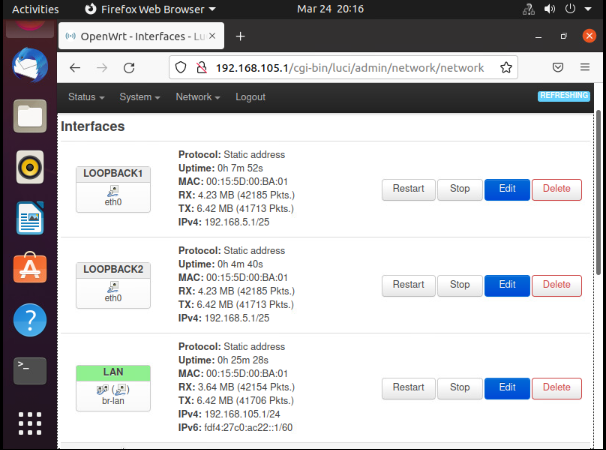 Activities
Firefox Web Browser
Mar 24 20:16
OpenWrt - Interfaces - Lu
192.168.105.1/cgi-bin/luci/admin/network/network
Status
System
Network
Logout
REFRESHING
Interfaces
LOOPBACK1
eth0
Protocol: Static address
Uptime: 0h 7m 52s
MAC: 00:15:5D:00:BA:01
RX: 4.23 MB (42185 Pkts.)
TX: 6.42 MB (41713 Pkts.)
IPv4: 192.168.5.1/25
Restart
Stop
Edit
Delete
LOOPBACK2
eth0
Protocol: Static address
Uptime: 0h 4m 40s
MAC: 00:15:5D:00:BA:01
RX: 4.23 MB (42185 Pkts.)
TX: 6.42 MB (41713 Pkts.)
IPv4: 192.168.5.1/25
Restart
Stop
Edit
Delete
LAN
br-lan
Protocol: Static address
Uptime: 0h 25m 28s
MAC: 00:15:5D:00:BA:01
RX: 3.64 MB (42154 Pkts.)
TX: 6.42 MB (41706 Pkts.)
IPv4: 192.168.105.1/24
IPv6: fdf4:27c0:ac22::1/60
Restart
Stop
Edit
Delete